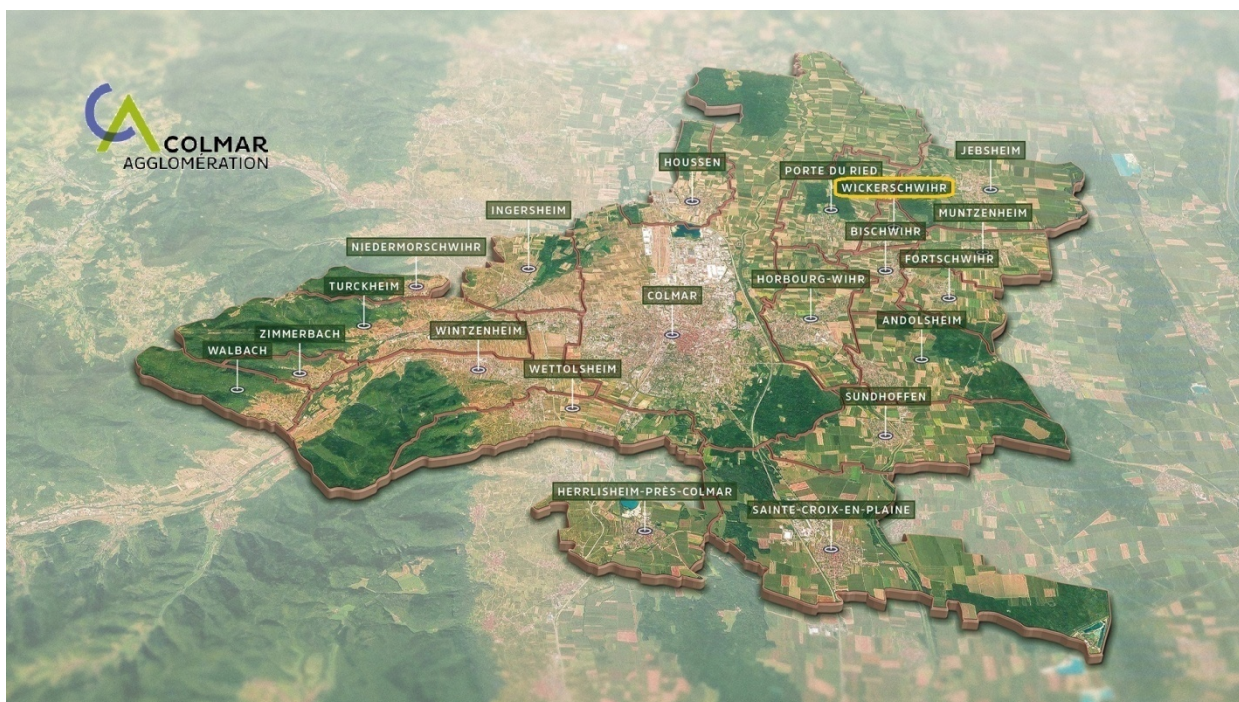 COLMAR
AGGLOMÉRATION
JEBSHEIM
HOUSSEN
PORTE DU RIED
WICKERSCHWIHR
INGERSHEIM
MUNTZENHEIM
BISCHWIHR
NIEDERMORSCHWIHR
FORTSCHWIHR
TURCKHEIM
HORBOURG-WIHR
COLMAR
ANDOLSHEIM
ZIMMERBACH
WINTZENHEIM
WALBACH
WETTOLSHEIM
SUNDHOFFEN
HERRLISHEIM-PRÈS-COLMAR
SAINTE-CROIX-EN-PLAINE